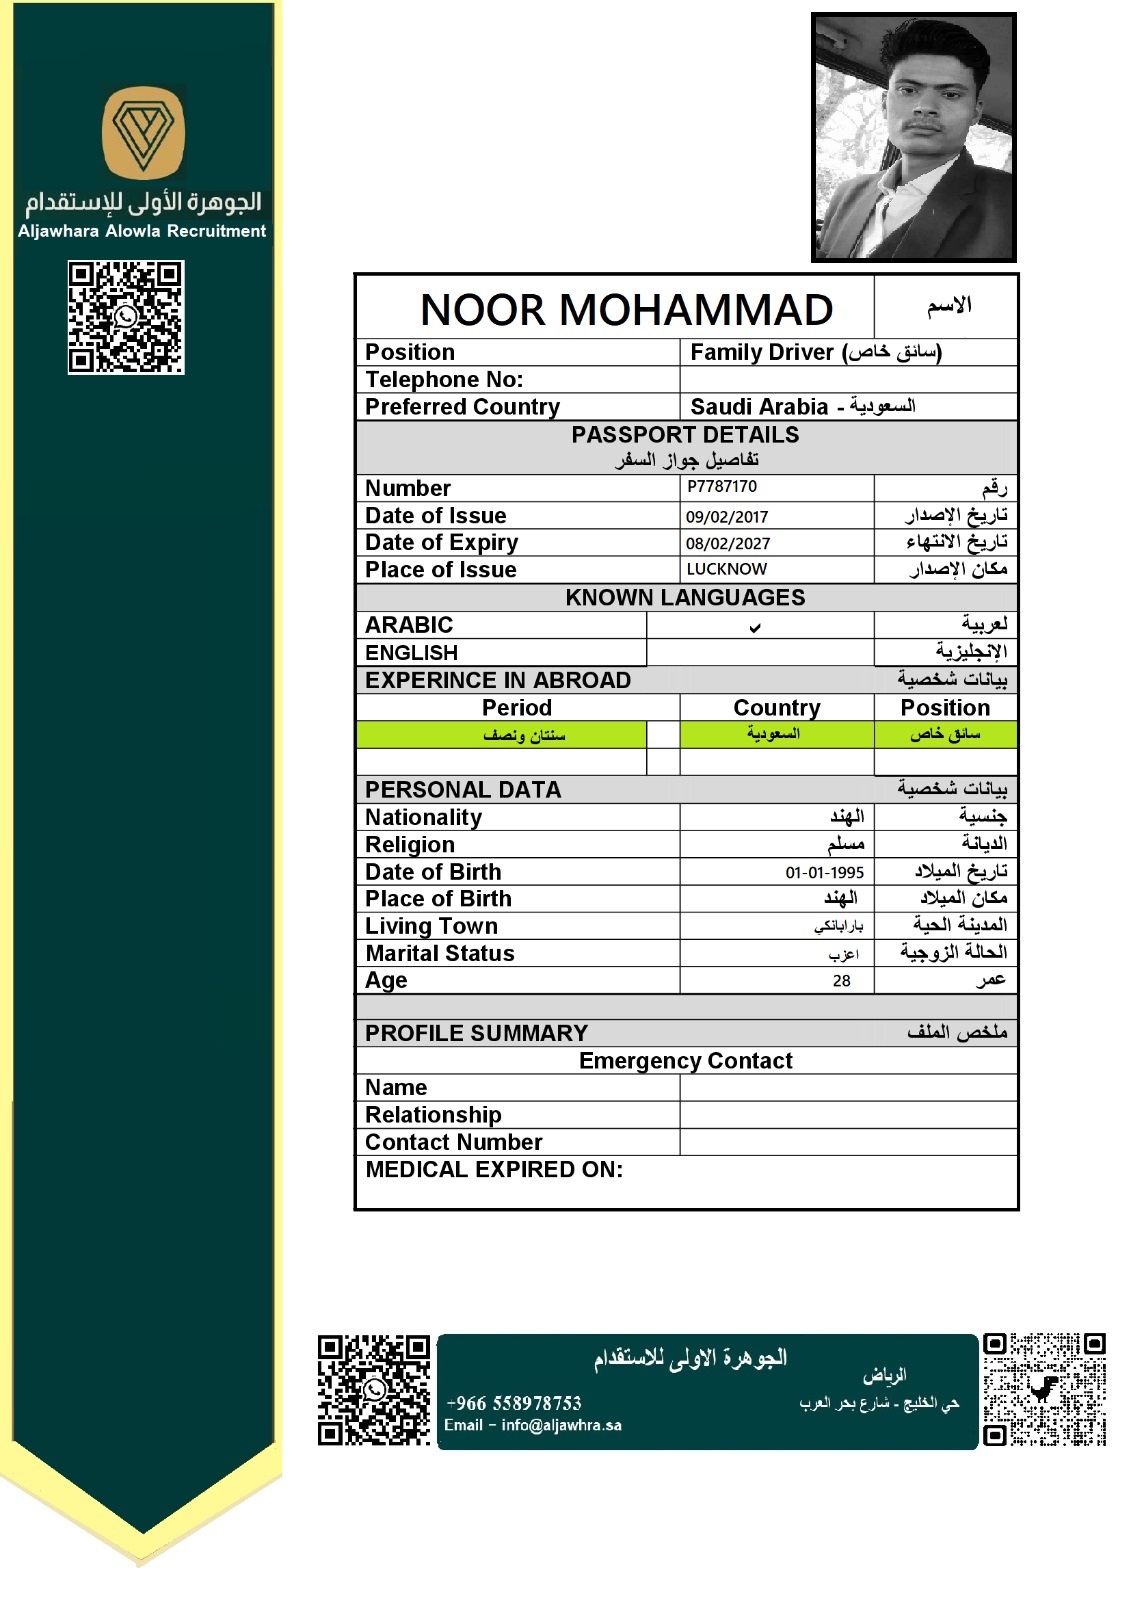 الجوهرة الأولى للإستقدام
Aljawhara Alowla Recruitment
NOOR MOHAMMAD الاسم
Position Family Driver (سائق خاص)
Telephone No:
Preferred Country Saudi Arabia - السعودية
PASSPORT DETAILS
تفاصيل جواز السفر
Number P7787170 رقم
Date of Issue 09/02/2017 تاريخ الإصدار
Date of Expiry 08/02/2027 تاريخ الانتهاء
Place of Issue LUCKNOW مكان الإصدار
KNOWN LANGUAGES
ARABIC ✓ لعربية
ENGLISH الإنجليزية
EXPERINCE IN ABROAD بيانات شخصية
Period Country Position
سنتان ونصف السعودية سائق خاص
PERSONAL DATA بيانات شخصية
Nationality الهند جنسية
Religion مسلم الديانة
Date of Birth 01-01-1995 تاريخ الميلاد
Place of Birth الهند مكان الميلاد
Living Town بارابانكي المدينة الحية
Marital Status اعزب الحالة الزوجية
Age 28 عمر
PROFILE SUMMARY ملخص الملف
Emergency Contact
Name
Relationship
Contact Number
MEDICAL EXPIRED ON:
الجوهرة الاولى للاستقدام
الرياض
+966 558978753 حي الخليج - شارع بحر العرب
Email - info@aljawhra.sa